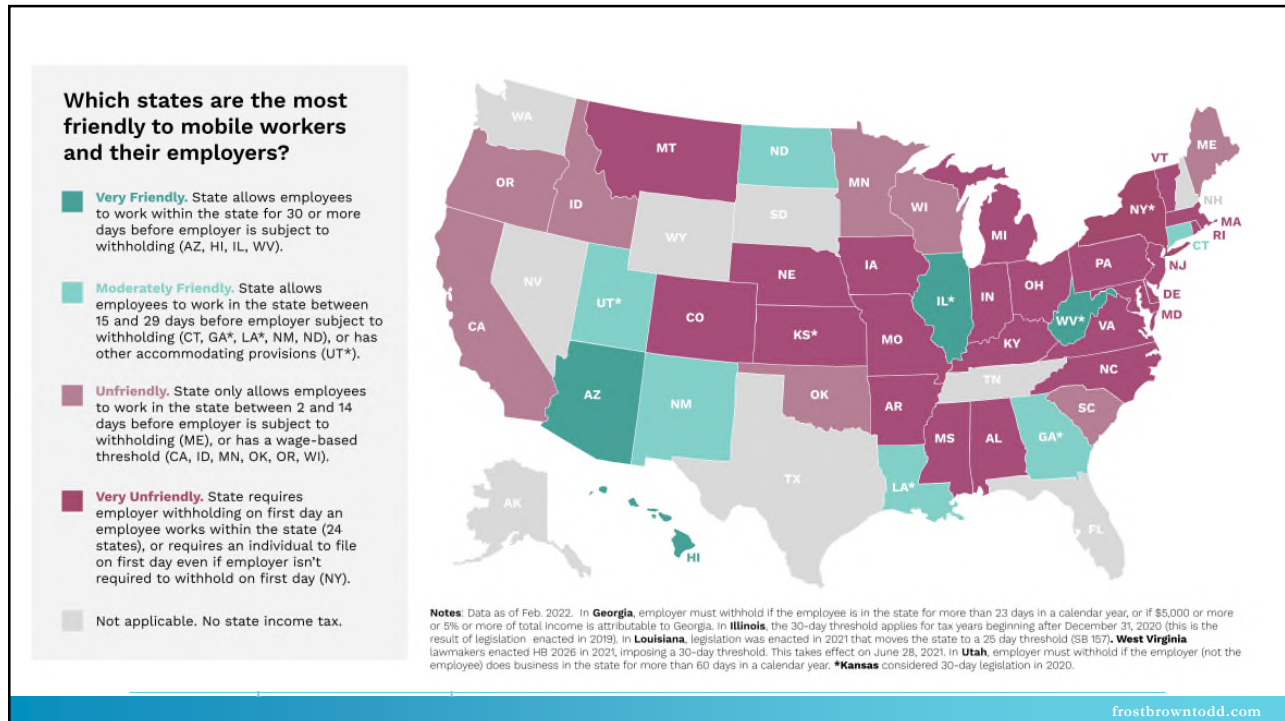 Which states are the most
friendly to mobile workers
and their employers?
Very Friendly. State allows employees
to work within the state for 30 or more
days before employer is subject to
withholding (AZ, HI, IL, WV).
Moderately Friendly. State allows
employees to work in the state between
15 and 29 days before employer subject to
withholding (CT, GA*, LA*, NM, ND), or has
other accommodating provisions (UT*).
Unfriendly. State only allows employees
to work in the state between 2 and 14
days before employer is subject to
withholding (ME), or has a wage-based
threshold (CA, ID, MN, OK, OR, WI).
Very Unfriendly. State requires
employer withholding on first day an
employee works within the state (24
states), or requires an individual to file
on first day even if employer isn't
required to withhold on first day (NY).
Not applicable. No state income tax.
WA
OR
CA
ID
NV
MT
WY
UT*
AZ
CO
NM
ND
SD
NE
KS*
OK
TX
MN
IA
MO
AR
LA*
WI
IL*
MI
IN
OH
KY
TN
MS
AL
GA*
FL
SC
NC
VA
WV*
PA
NY*
VT
ME
NH
MA
RI
CT
NJ
DE
MD
AK
HI
Notes: Data as of Feb. 2022. In Georgia, employer must withhold if the employee is in the state for more than 23 days in a calendar year, or if $5,000 or more
or 5% or more of total income is attributable to Georgia. In Illinois, the 30-day threshold applies for tax years beginning after December 31, 2020 (this is the
result of legislation enacted in 2019). In Louisiana, legislation was enacted in 2021 that moves the state to a 25 day threshold (SB 157). West Virginia
lawmakers enacted HB 2026 in 2021, imposing a 30-day threshold. This takes effect on June 28, 2021. In Utah, employer must withhold if the employer (not the
employee) does business in the state for more than 60 days in a calendar year. *Kansas considered 30-day legislation in 2020.
frostbrowntodd.com